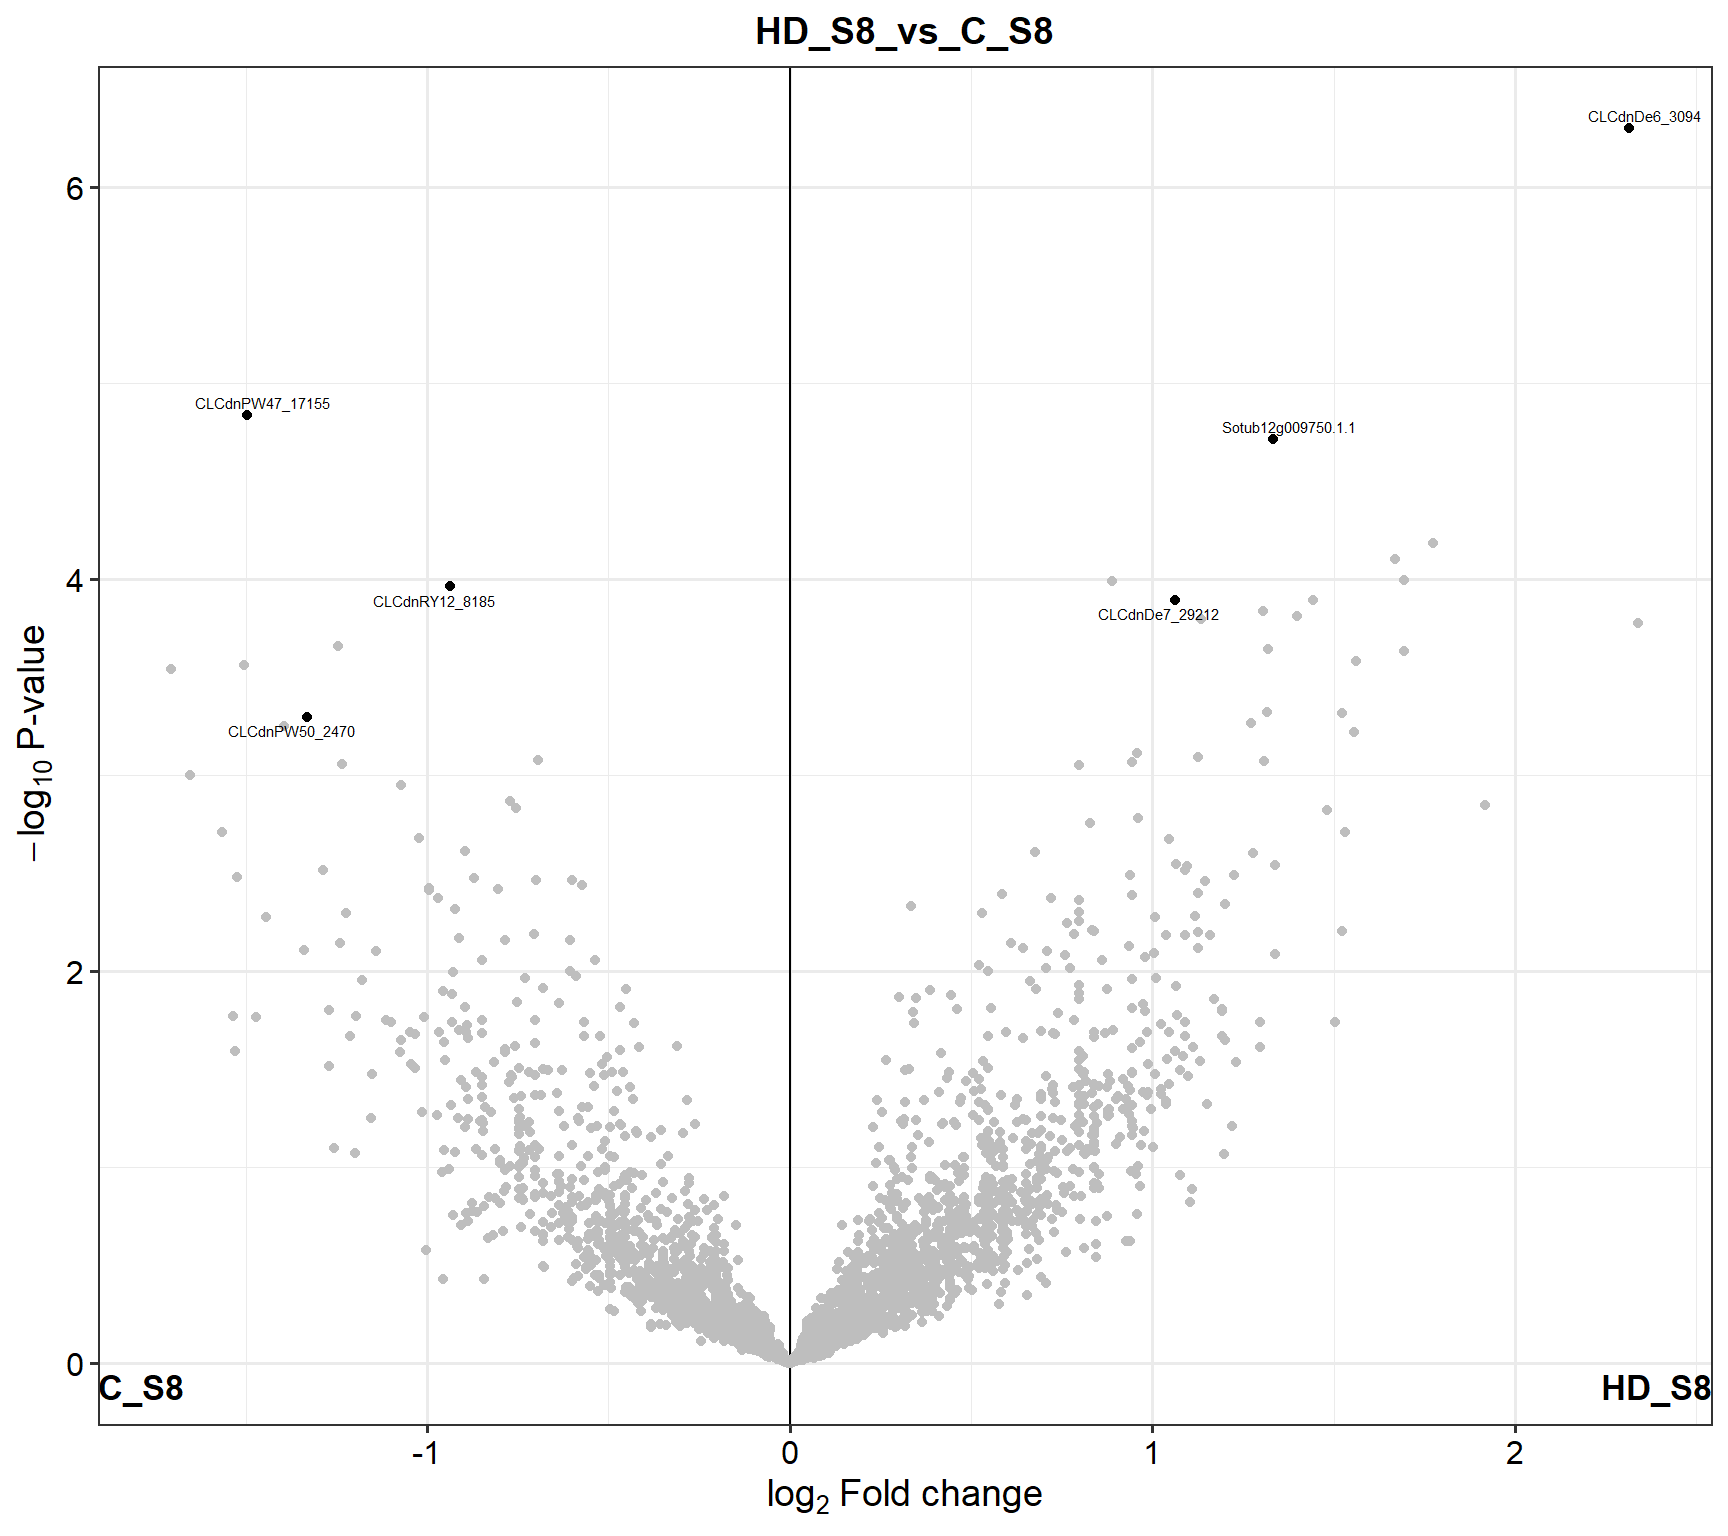 HD_S8_vs_C_S8
CLCdnDe6_3094
6
CLCdnPW47_17155
Sotub12g009750.1.1
4
CLCdnRY12_8185
CLCdnDe7_29212
CLCdnPW50_2470
−log10 P-value
2
0
C_S8
HD_S8
-1 0 1 2
log2 Fold change